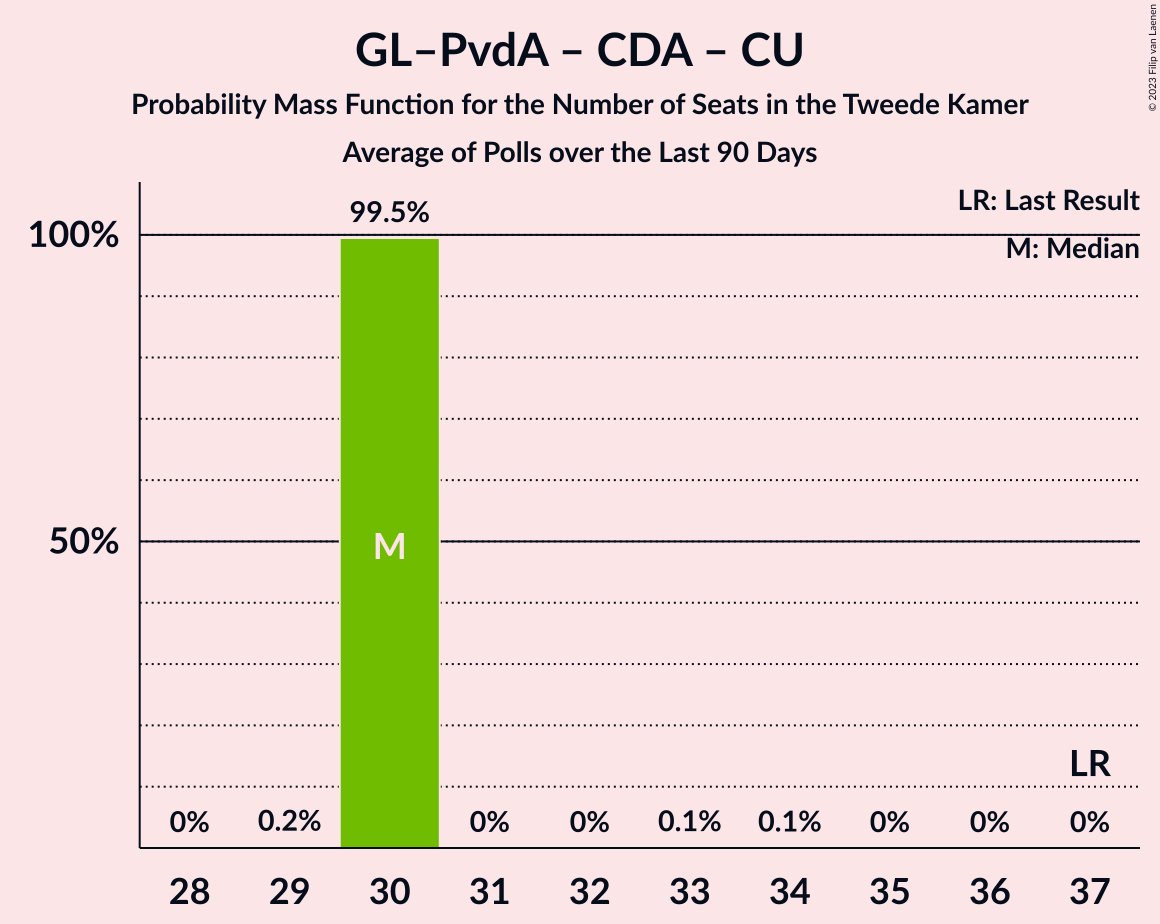 GL–PvdA – CDA – CU
Probability Mass Function for the Number of Seats in the Tweede Kamer
Average of Polls over the Last 90 Days
© 2023 Filip van Laenen
LR: Last Result
M: Median
99.5%
100%
50%
M
LR
0% 0.2% 0% 0% 0.1% 0.1% 0% 0% 0%
28 29 30 31 32 33 34 35 36 37